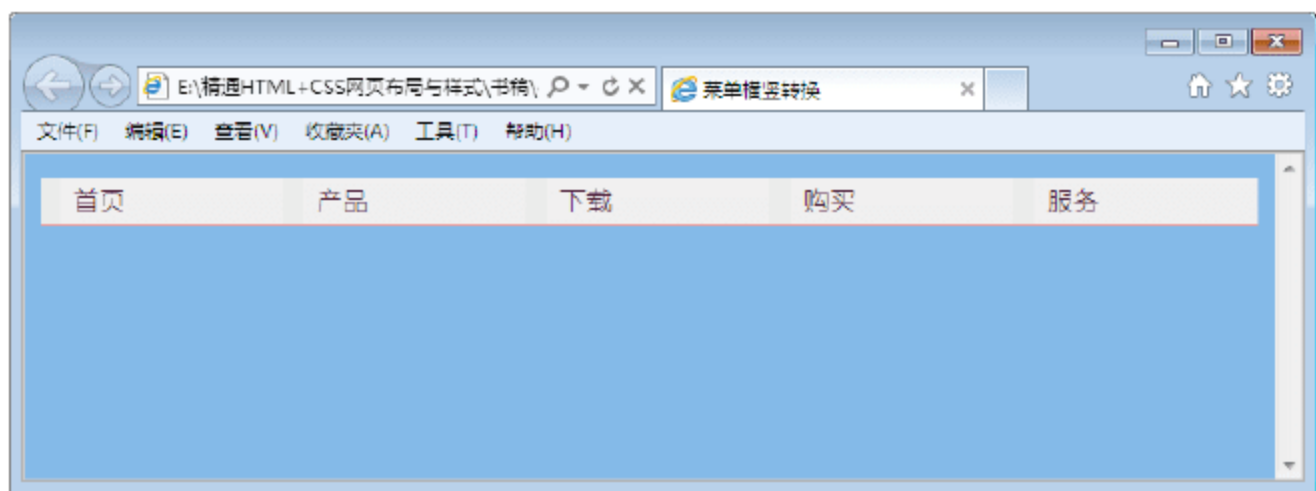 E:\精通HTML+CSS网页布局与样式\书稿\
菜单横竖转换
文件(F) 编辑(E) 查看(V) 收藏夹(A) 工具(T) 帮助(H)
首页 产品 下载 购买 服务